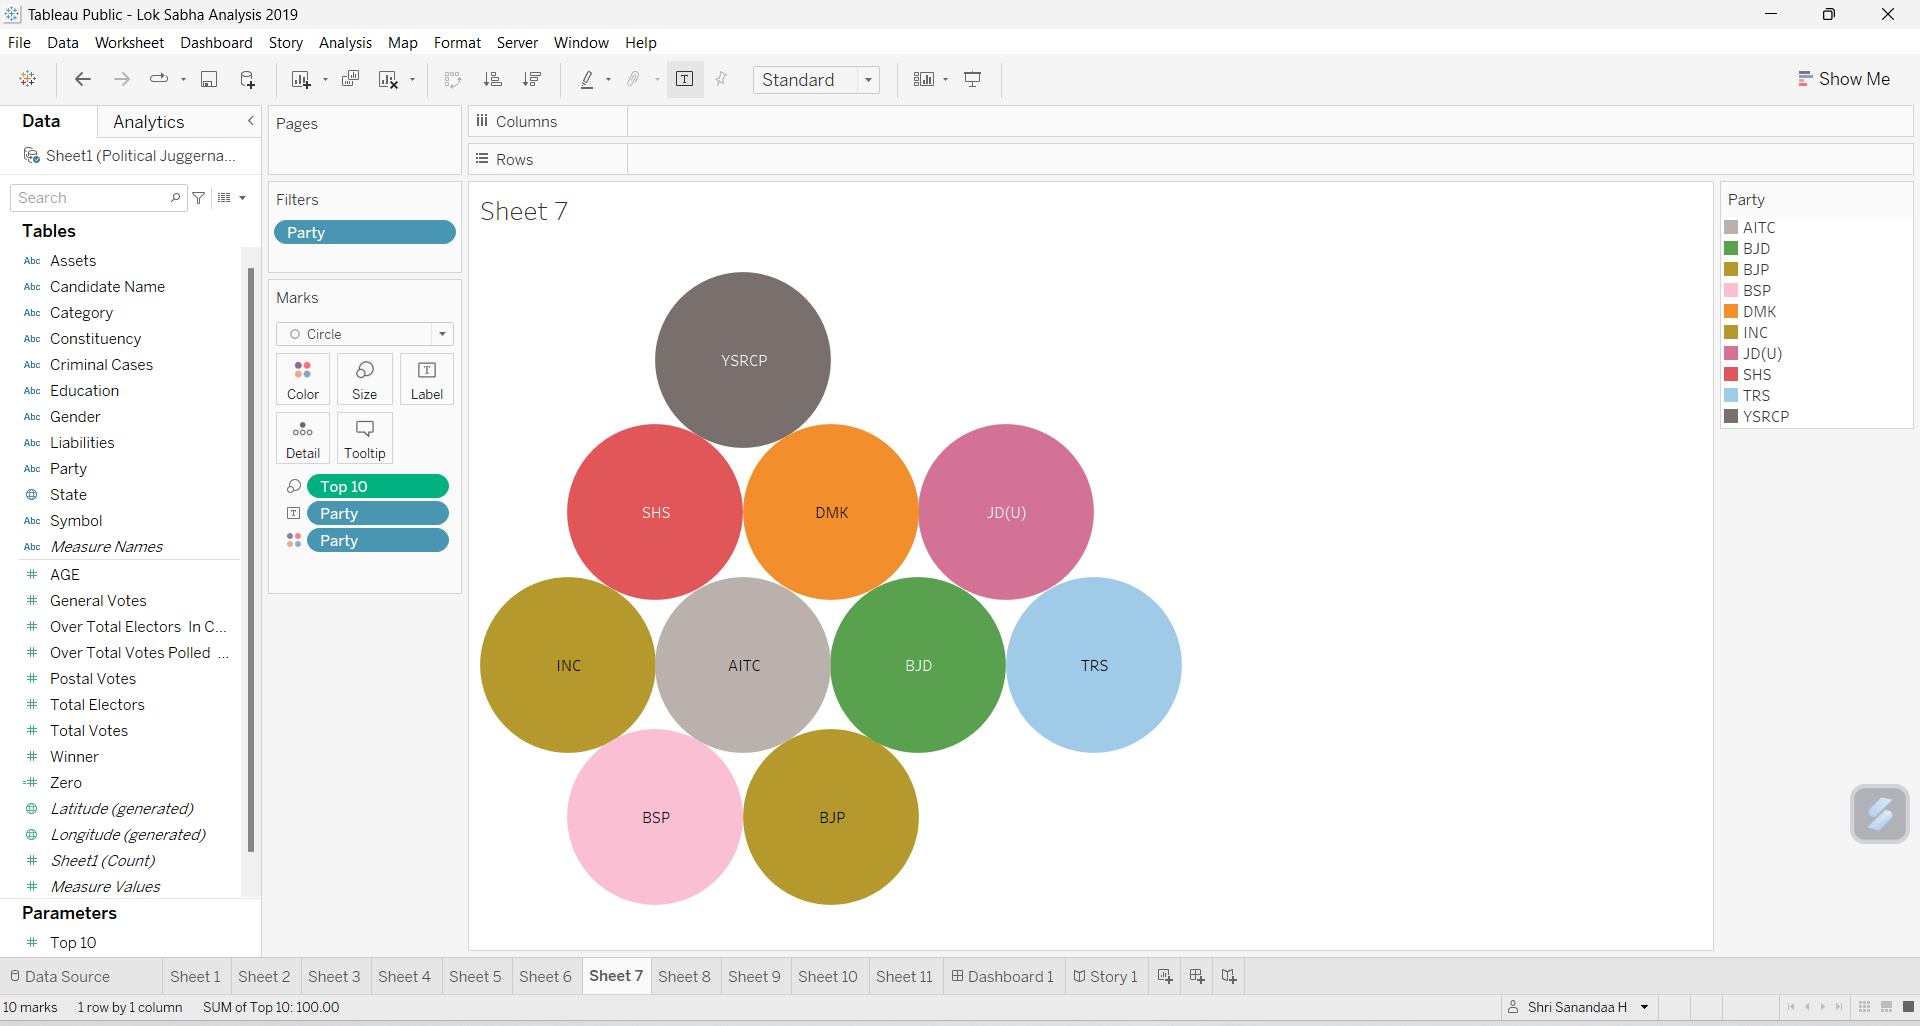 Tableau Public - Lok Sabha Analysis 2019
File Data Worksheet Dashboard Story Analysis Map Format Server Window Help
Standard
Show Me
Data Analytics
Sheet1 (Political Juggerna...
Search
Tables
Abc Assets
Abc Candidate Name
Abc Category
Abc Constituency
Abc Criminal Cases
Abc Education
Abc Gender
Abc Liabilities
Abc Party
State
Abc Symbol
Abc Measure Names
# AGE
# General Votes
# Over Total Electors In C...
# Over Total Votes Polled ...
# Postal Votes
# Total Electors
# Total Votes
# Winner
=# Zero
Latitude (generated)
Longitude (generated)
# Sheet1 (Count)
# Measure Values
Parameters
# Top 10
Pages
Filters
Party
Marks
Circle
Color
Size
T
Label
Detail
Tooltip
Top 10
T Party
Party
Columns
Rows
Sheet 7
YSRCP
SHS
DMK
JD(U)
INC
AITC
BJD
TRS
BSP
BJP
Party
AITC
BJD
BJP
BSP
DMK
INC
JD(U)
SHS
TRS
YSRCP
Data Source Sheet 1 Sheet 2 Sheet 3 Sheet 4 Sheet 5 Sheet 6 Sheet 7 Sheet 8 Sheet 9 Sheet 10 Sheet 11 Dashboard 1 Story 1
10 marks 1 row by 1 column SUM of Top 10: 100.00
Shri Sanandaa H